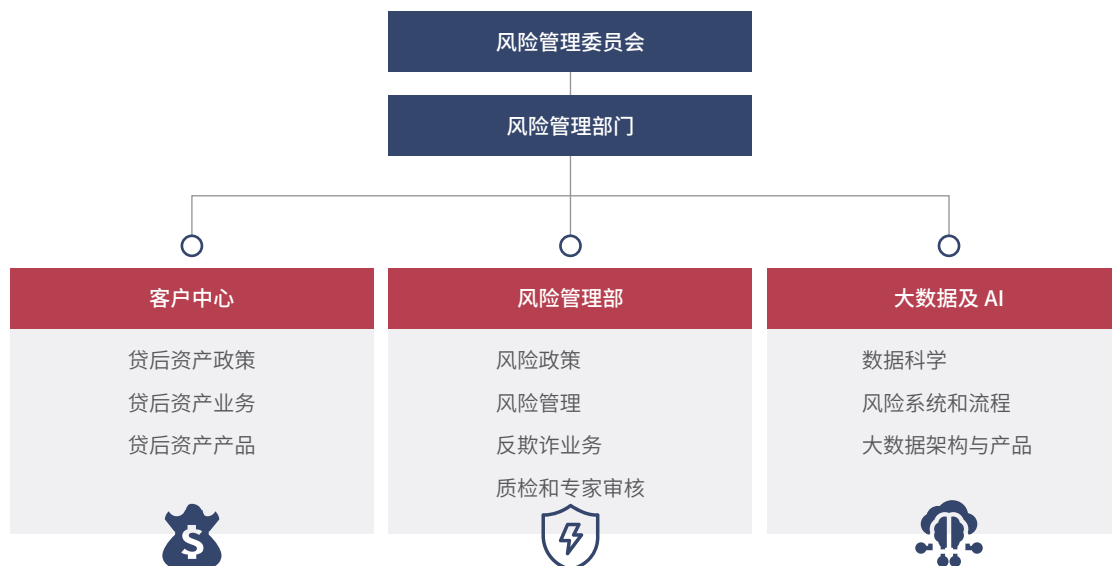 风险管理委员会
风险管理部门
客户中心
贷后资产政策
贷后资产业务
贷后资产产品
风险管理部
风险政策
风险管理
反欺诈业务
质检和专家审核
大数据及 AI
数据科学
风险系统和流程
大数据架构与产品
$